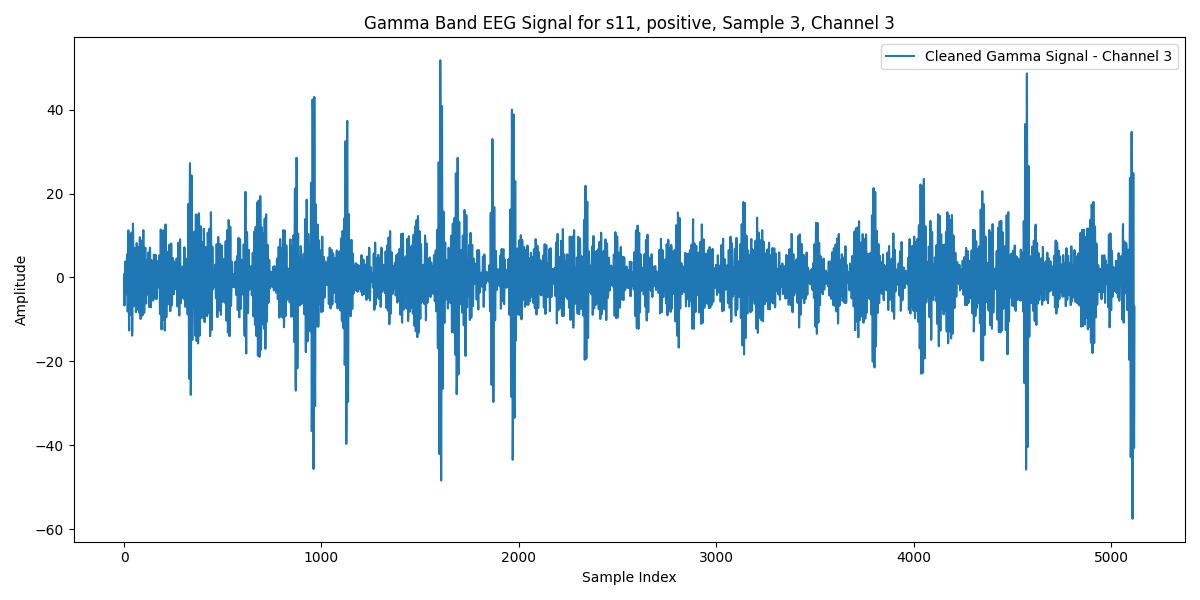 Gamma Band EEG Signal for s11, positive, Sample 3, Channel 3
Cleaned Gamma Signal - Channel 3
Amplitude
40
20
0
−20
−40
−60
0 1000 2000 3000 4000 5000
Sample Index